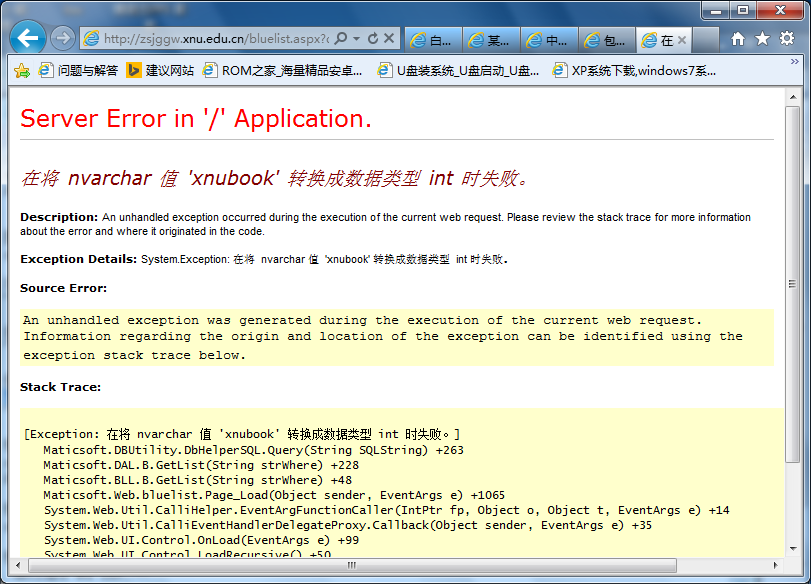 http://zsjggw.xnu.edu.cn/bluelist.aspx?c
白...
某...
中...
包...
在
问题与解答
建议网站
ROM之家_海量精品安卓...
U盘装系统_U盘启动_U盘...
XP系统下载,windows7系...
Server Error in '/' Application.
在将 nvarchar 值 'xnubook' 转换成数据类型 int 时失败。
Description: An unhandled exception occurred during the execution of the current web request. Please review the stack trace for more information
about the error and where it originated in the code.
Exception Details: System.Exception: 在将 nvarchar 值 'xnubook' 转换成数据类型 int 时失败。
Source Error:
An unhandled exception was generated during the execution of the current web request.
Information regarding the origin and location of the exception can be identified using the
exception stack trace below.
Stack Trace:
[Exception: 在将 nvarchar 值 'xnubook' 转换成数据类型 int 时失败。]
Maticsoft.DBUtility.DbHelperSQL.Query(String SQLString) +263
Maticsoft.DAL.B.GetList(String strWhere) +228
Maticsoft.BLL.B.GetList(String strWhere) +48
Maticsoft.Web.bluelist.Page_Load(Object sender, EventArgs e) +1065
System.Web.Util.CalliHelper.EventArgFunctionCaller(IntPtr fp, Object o, Object t, EventArgs e) +14
System.Web.Util.CalliEventHandlerDelegateProxy.Callback(Object sender, EventArgs e) +35
System.Web.UI.Control.OnLoad(EventArgs e) +99
System.Web.UI.Control.LoadRecursive() +50